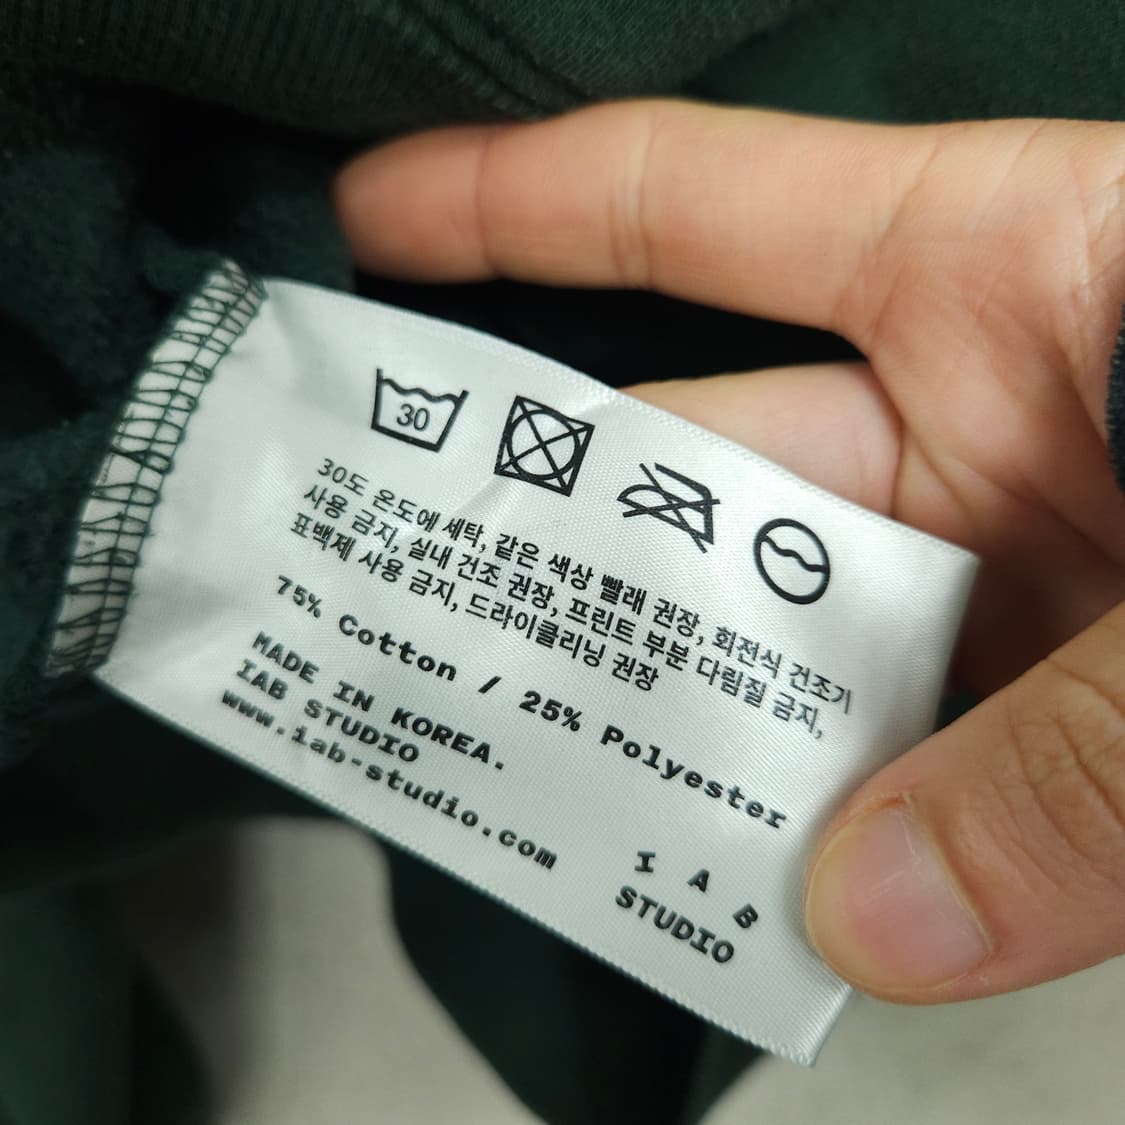 30
30도 온도에 세탁, 같은 색상 빨래 권장, 회전식 건조기
사용 금지, 실내 건조 권장, 프린트 부분 다림질 금지,
표백제 사용 금지, 드라이클리닝 권장
75% Cotton / 25% Polyester
MADE IN KOREA.
IAB STUDIO
www.iab-studio.com
I A B
STUDIO